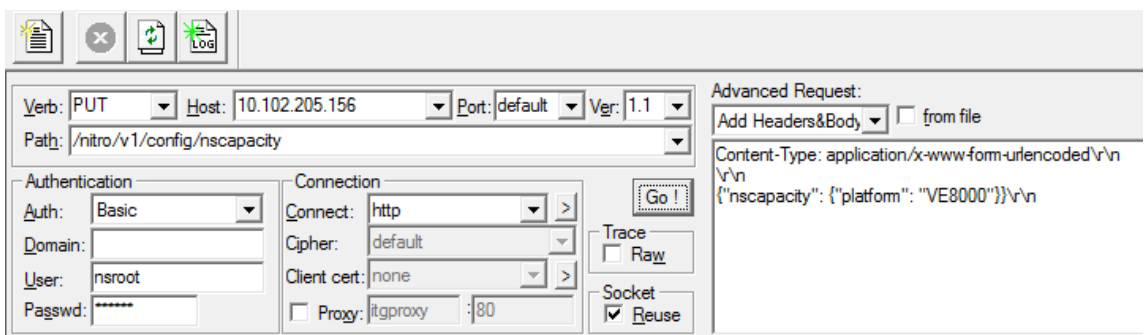 LOG
Verb: PUT Host: 10.102.205.156 Port: default Ver: 1.1
Path: /nitro/v1/config/nscapacity
Authentication
Auth: Basic
Domain:
User: nsroot
Passwd: ******
Connection
Connect: http >
Cipher: default
Client cert: none >
Proxy: itgproxy : 80
Go !
Trace
Raw
Socket
Reuse
Advanced Request:
Add Headers&Body from file
Content-Type: application/x-www-form-urlencoded\r\n
\r\n
{"nscapacity": {"platform": "VE8000"}}\r\n